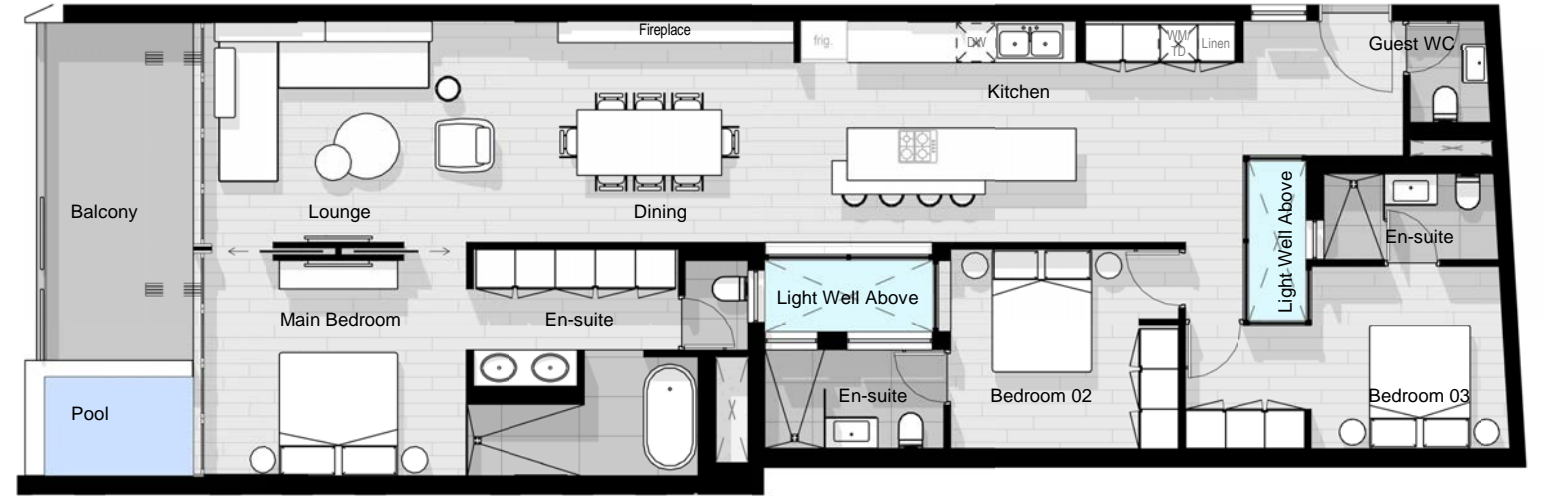 Fireplace
frig.
DW
WM/
TD
Linen
Guest WC
Kitchen
Balcony
Lounge
Dining
Light Well Above
En-suite
Main Bedroom
En-suite
Light Well Above
Pool
En-suite
Bedroom 02
Bedroom 03